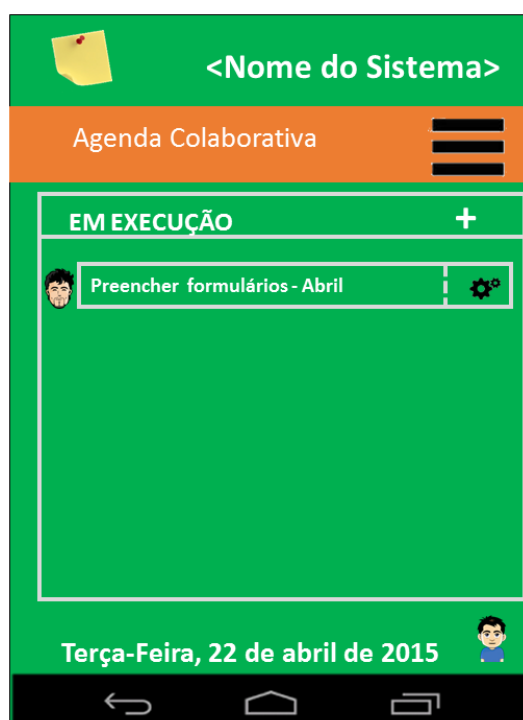 <Nome do Sistema>
Agenda Colaborativa
EM EXECUÇÃO +
Preencher formulários - Abril
Terça-Feira, 22 de abril de 2015